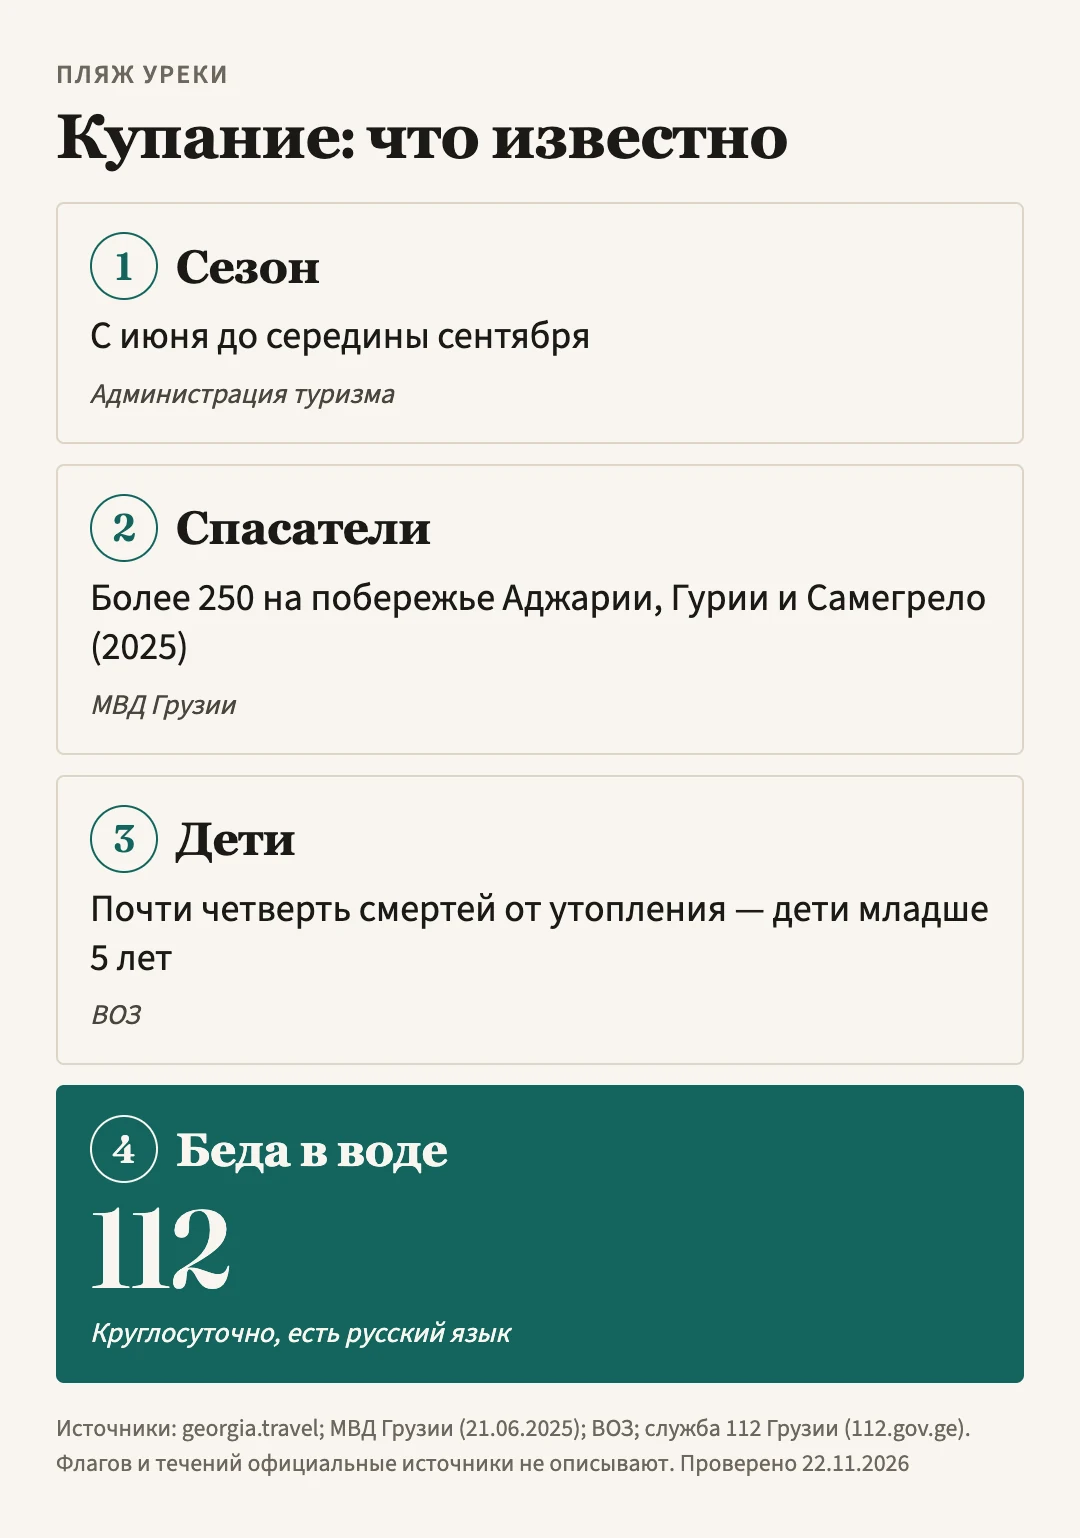 ПЛЯЖ УРЕКИ
Купание: что известно
1 Сезон
С июня до середины сентября
Администрация туризма
2 Спасатели
Более 250 на побережье Аджарии, Гурии и Самегрело
(2025)
МВД Грузии
3 Дети
Почти четверть смертей от утопления — дети младше
5 лет
ВОЗ
4 Беда в воде
112
Круглосуточно, есть русский язык
Источники: georgia.travel; МВД Грузии (21.06.2025); ВОЗ; служба 112 Грузии (112.gov.ge).
Флагов и течений официальные источники не описывают. Проверено 22.11.2026